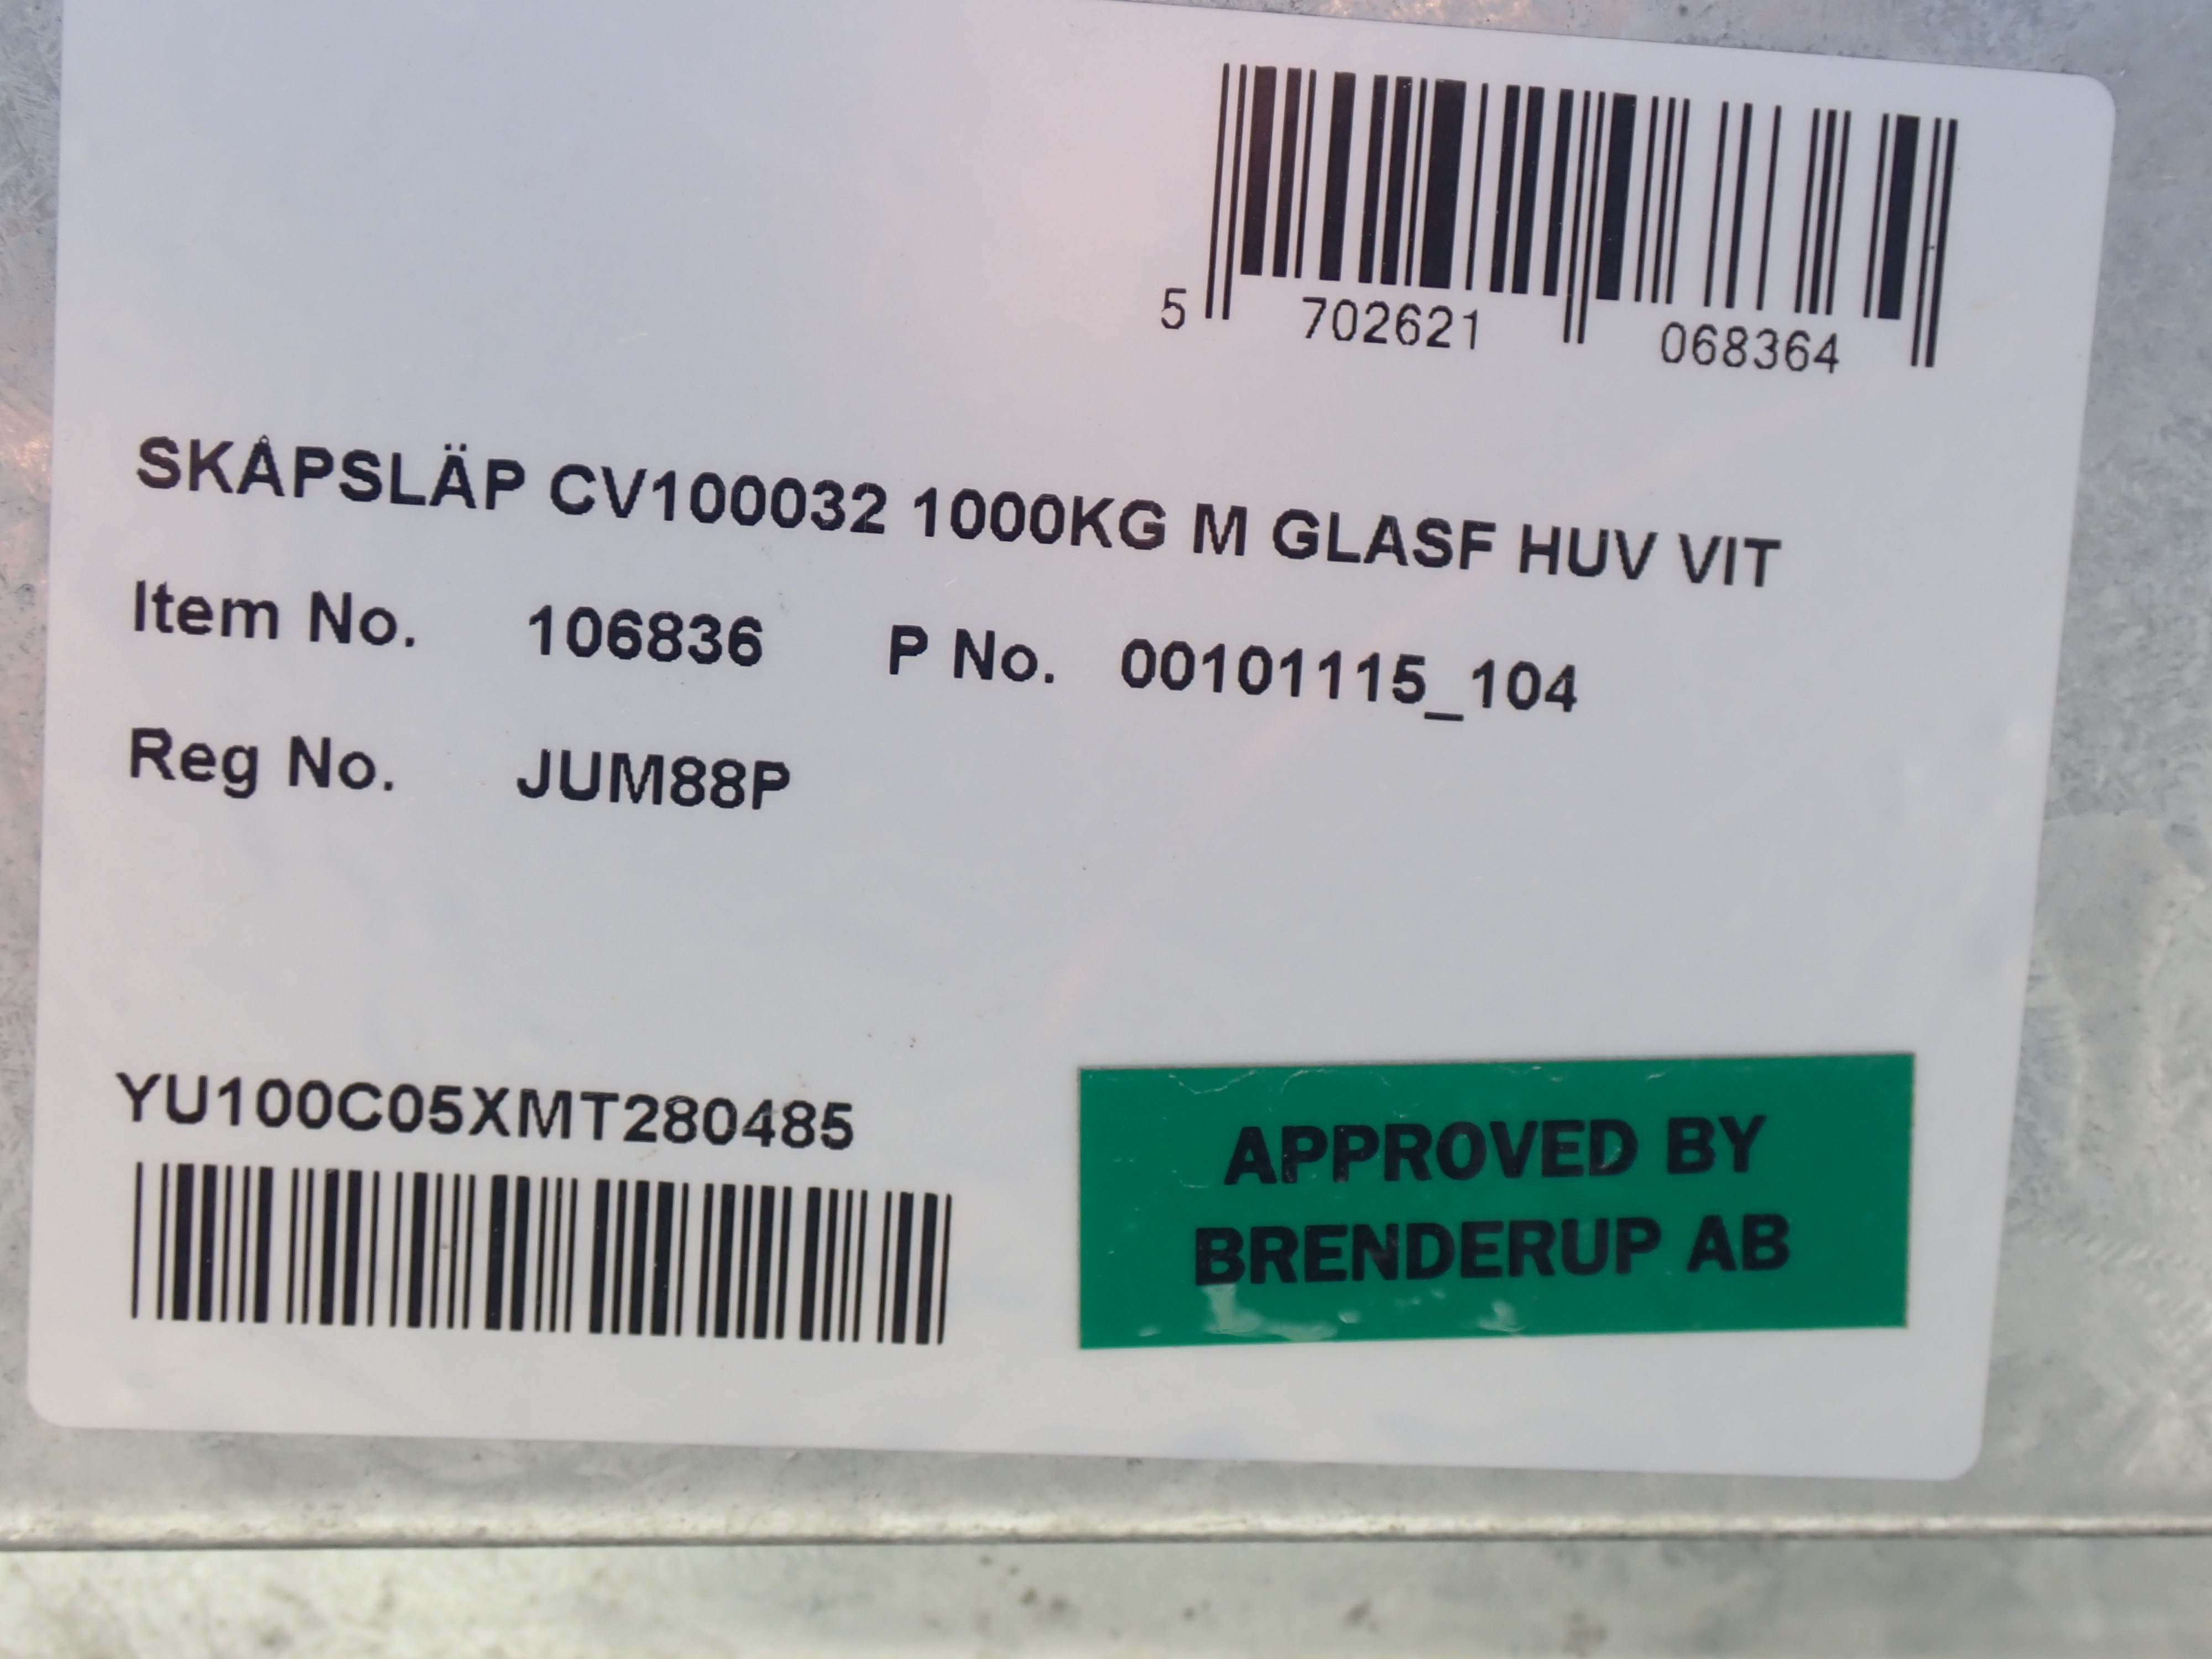 5 702621 068364
SKÅPSLÄP CV100032 1000KG M GLASF HUV VIT
Item No. 106836 P No. 00101115_104
Reg No. JUM88P
YU100C05XMT280485
APPROVED BY
BRENDERUP AB